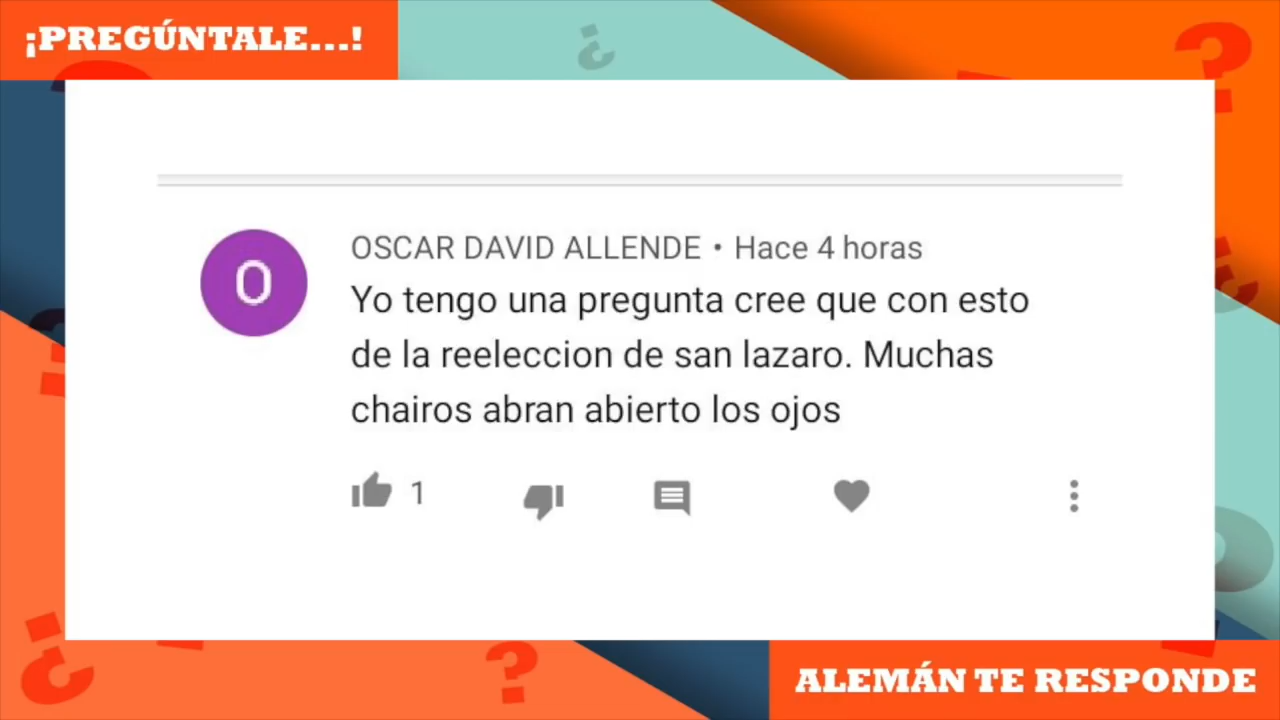 ¡PREGÚNTALE...!
O
OSCAR DAVID ALLENDE • Hace 4 horas
Yo tengo una pregunta cree que con esto
de la reeleccion de san lazaro. Muchas
chairos abran abierto los ojos
1
ALEMÁN TE RESPONDE